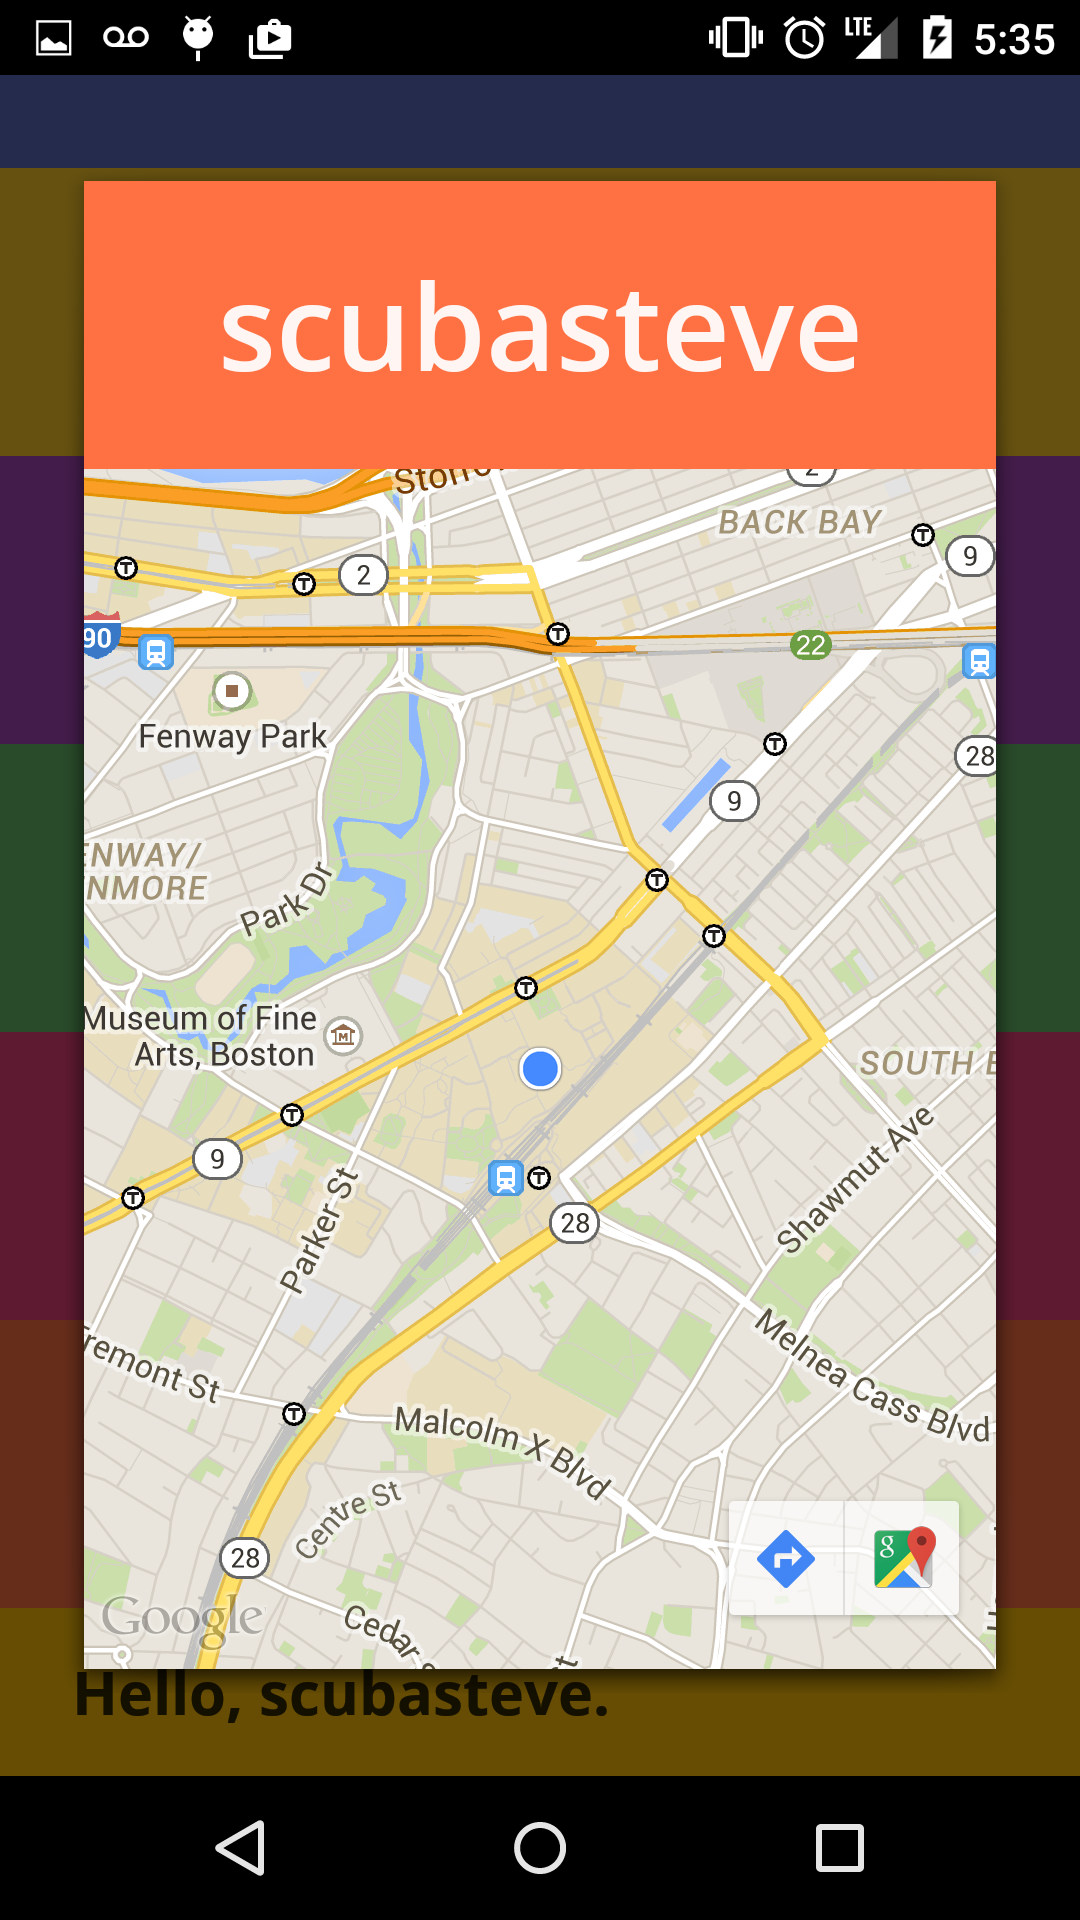 LTE 5:35
scubasteve
2
BACK BAY
9
2
90
22
Fenway Park
28
9
ENWAY/
NMORE
Park Dr
Museum of Fine
Arts, Boston
SOUTH E
Shawmut Ave
9
Parker St
28
Melnea Cass Blvd
remont St
Malcolm X Blvd
Centre St
28
g
Google
Cedar
Hello, scubasteve.